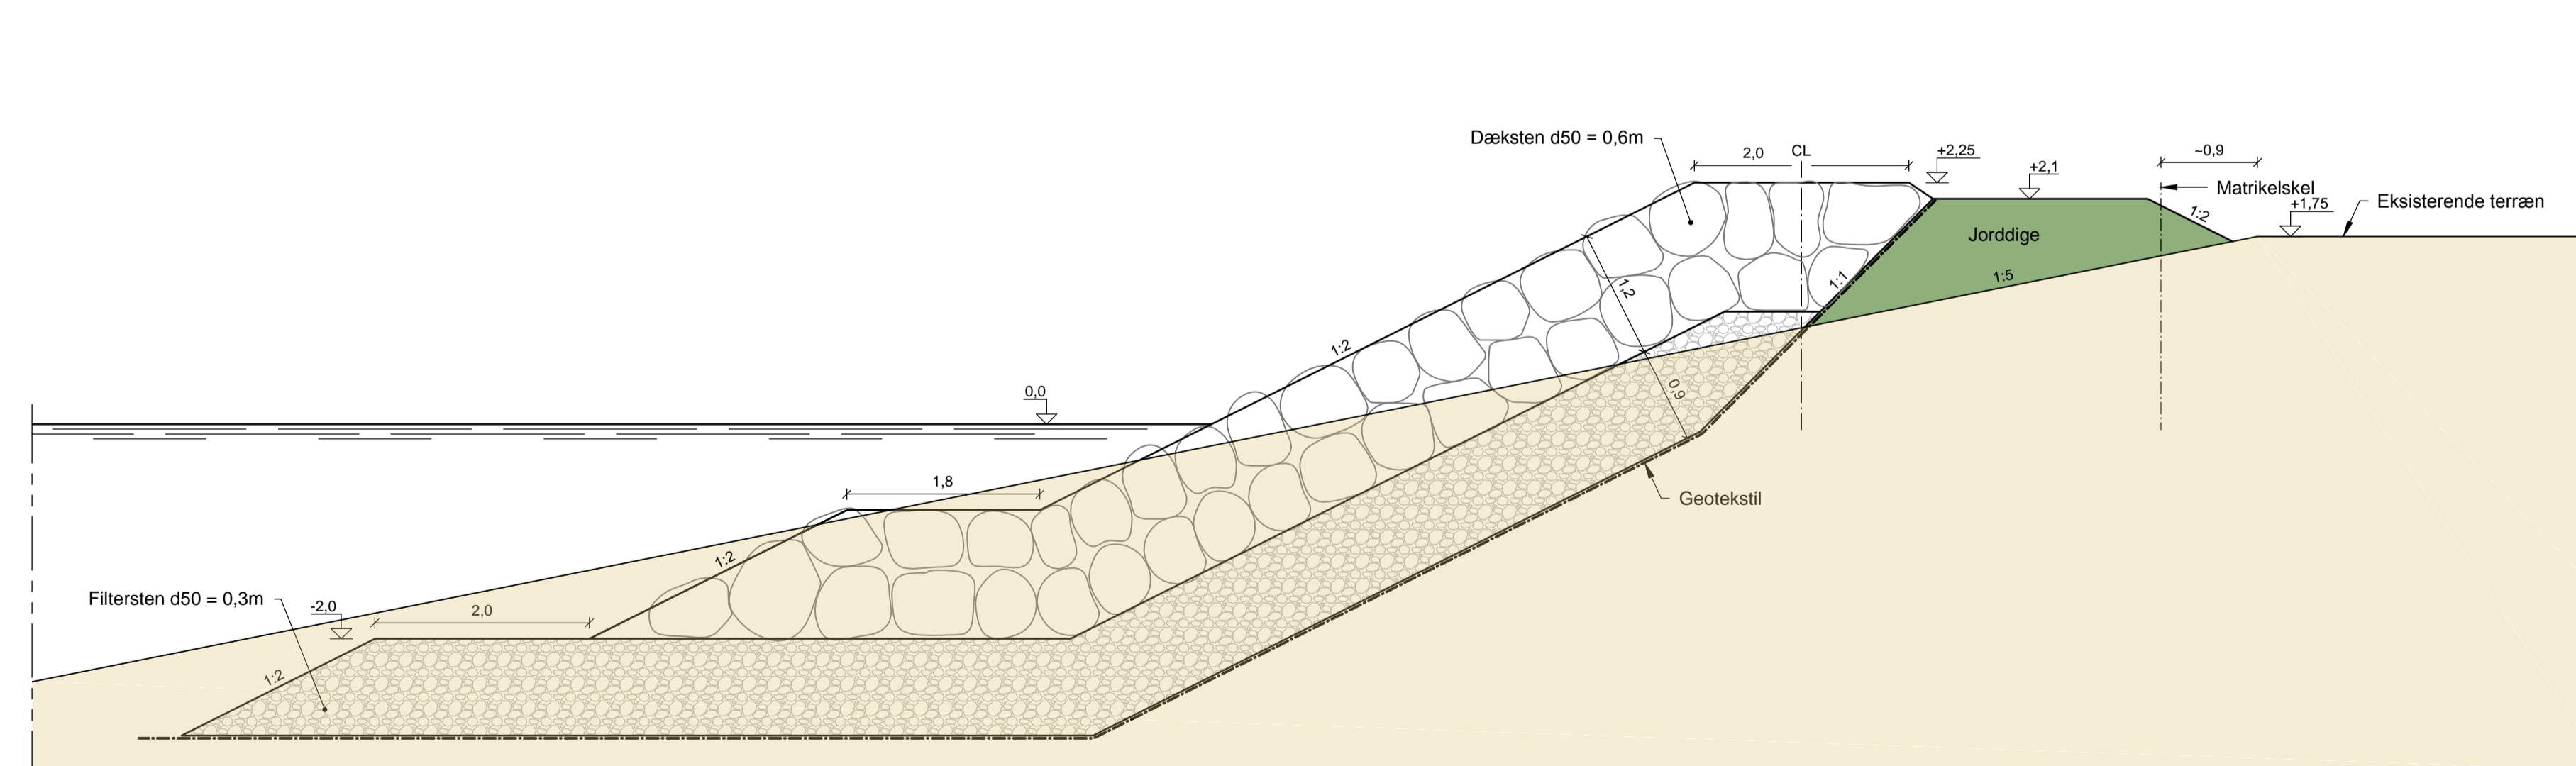 Dæksten d50 = 0,6m
2,0
CL
+2,25
+2,1
~0,9
Matrikelskel
+1,75
Eksisterende terræn
1:2
Jorddige
1:5
1:1
1,2
1:2
0,9
0,0
1,8
Geotekstil
1:2
Filtersten d50 = 0,3m
-2,0
2,0
1:2